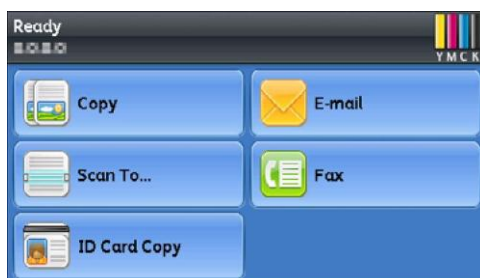 Ready
YMCK
Copy
E-mail
Scan To...
Fax
ID Card Copy